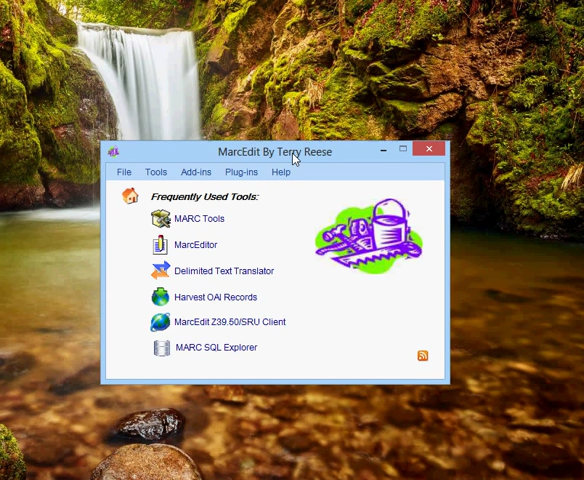 MarcEdit By Terry Reese
File Tools Add-ins Plug-ins Help
Frequently Used Tools:
MARC Tools
MarcEditor
Delimited Text Translator
Harvest OAI Records
MarcEdit Z39.50/SRU Client
MARC SQL Explorer